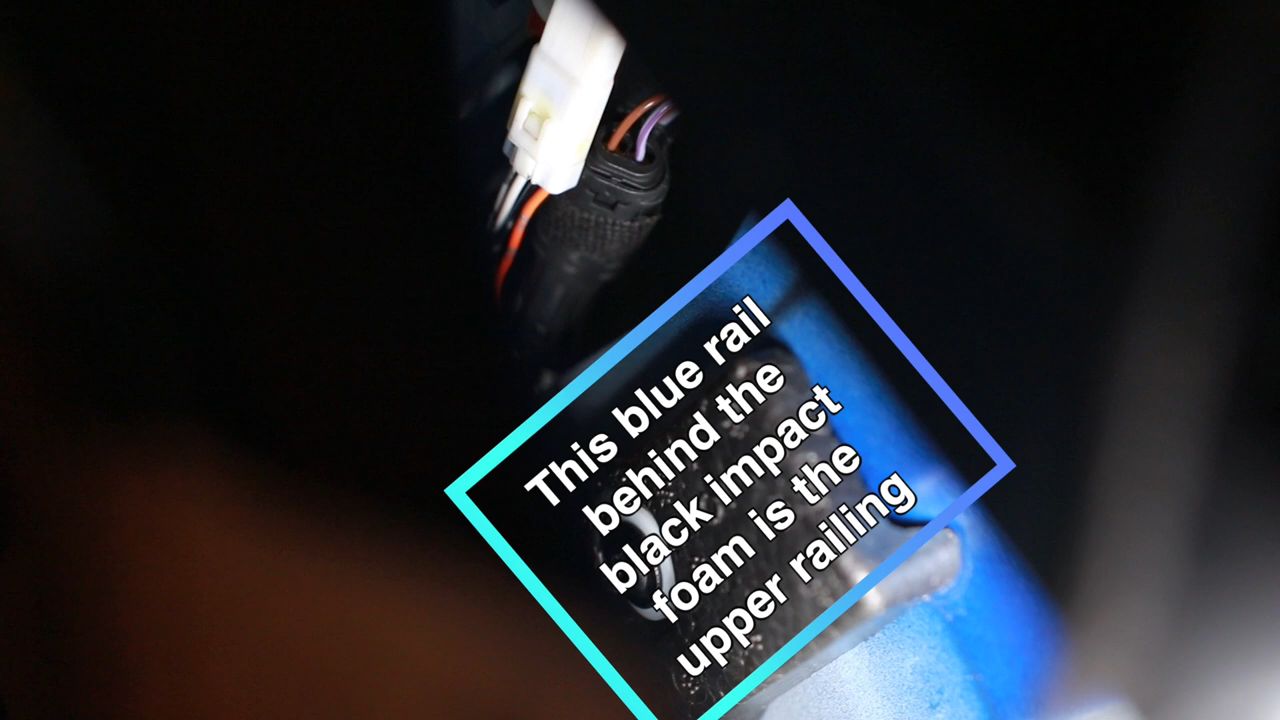 This blue rail
behind the
black impact
foam is the
upper railing